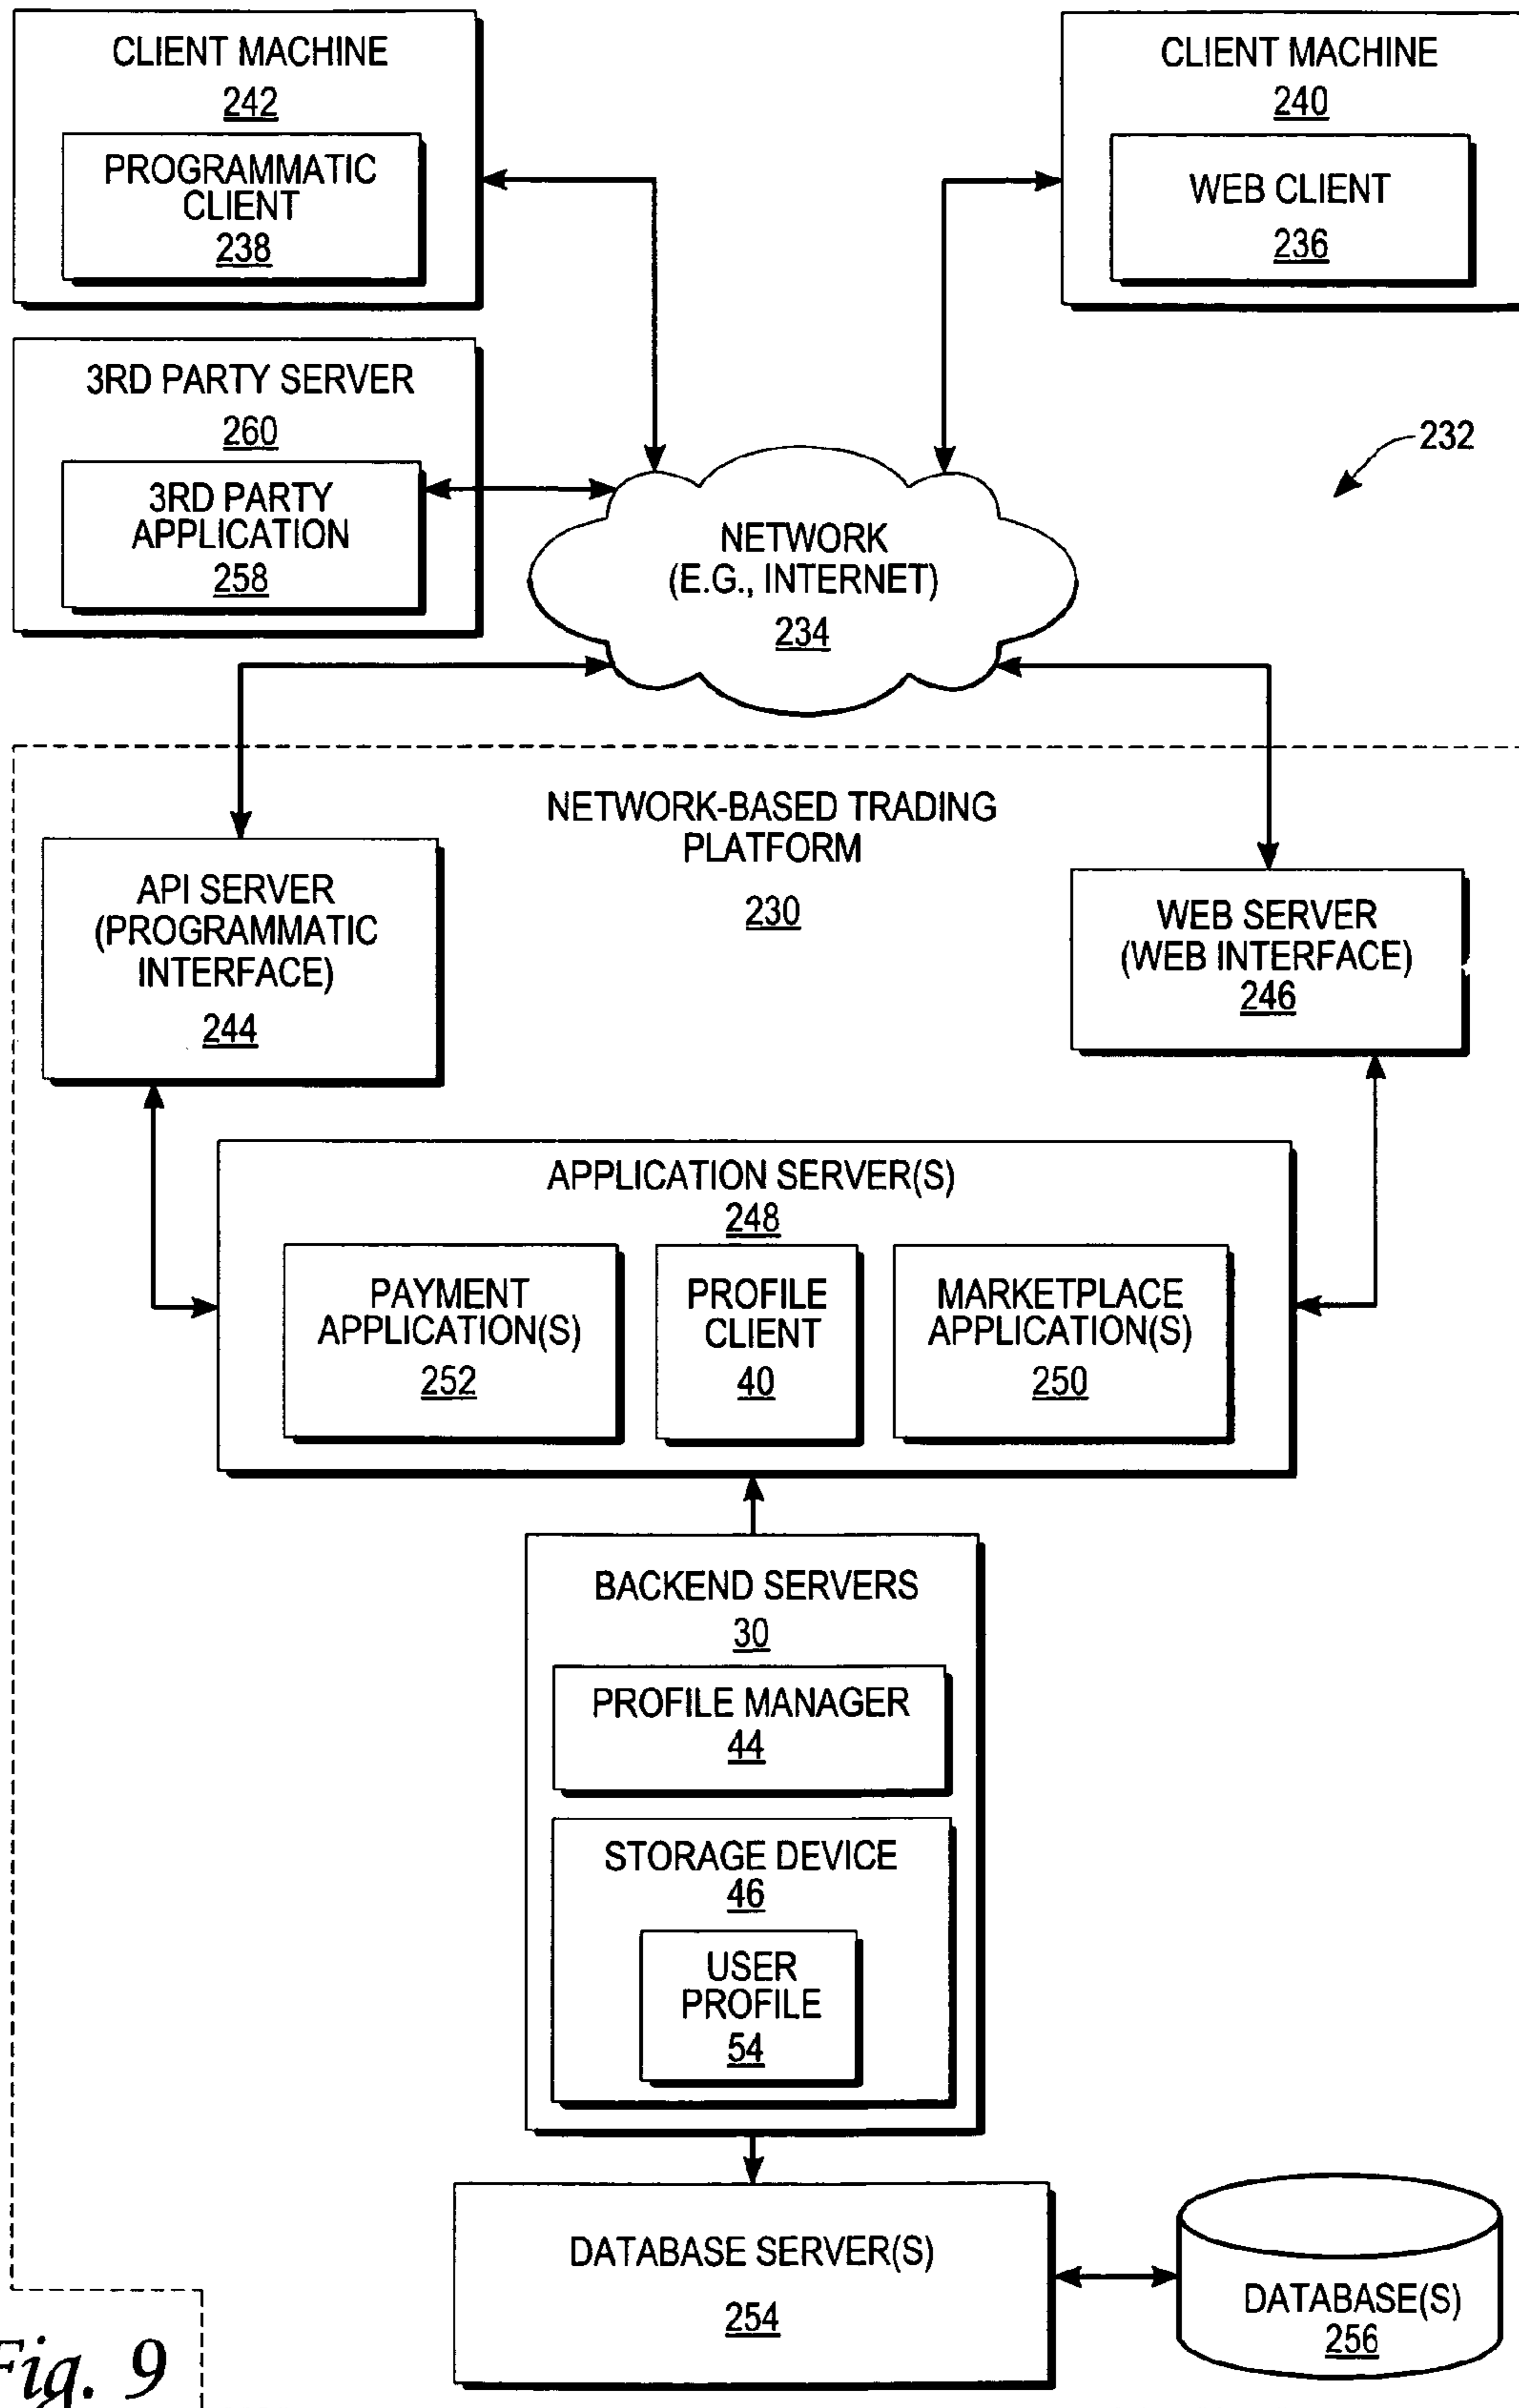 CLIENT MACHINE
242
PROGRAMMATIC
CLIENT
238
CLIENT MACHINE
240
WEB CLIENT
236
3RD PARTY SERVER
260
3RD PARTY
APPLICATION
258
232
NETWORK
(E.G., INTERNET)
234
NETWORK-BASED TRADING
PLATFORM
230
API SERVER
(PROGRAMMATIC
INTERFACE)
244
WEB SERVER
(WEB INTERFACE)
246
APPLICATION SERVER(S)
248
PAYMENT
APPLICATION(S)
252
PROFILE
CLIENT
40
MARKETPLACE
APPLICATION(S)
250
BACKEND SERVERS
30
PROFILE MANAGER
44
STORAGE DEVICE
46
USER
PROFILE
54
DATABASE SERVER(S)
254
DATABASE(S)
256
Fig. 9